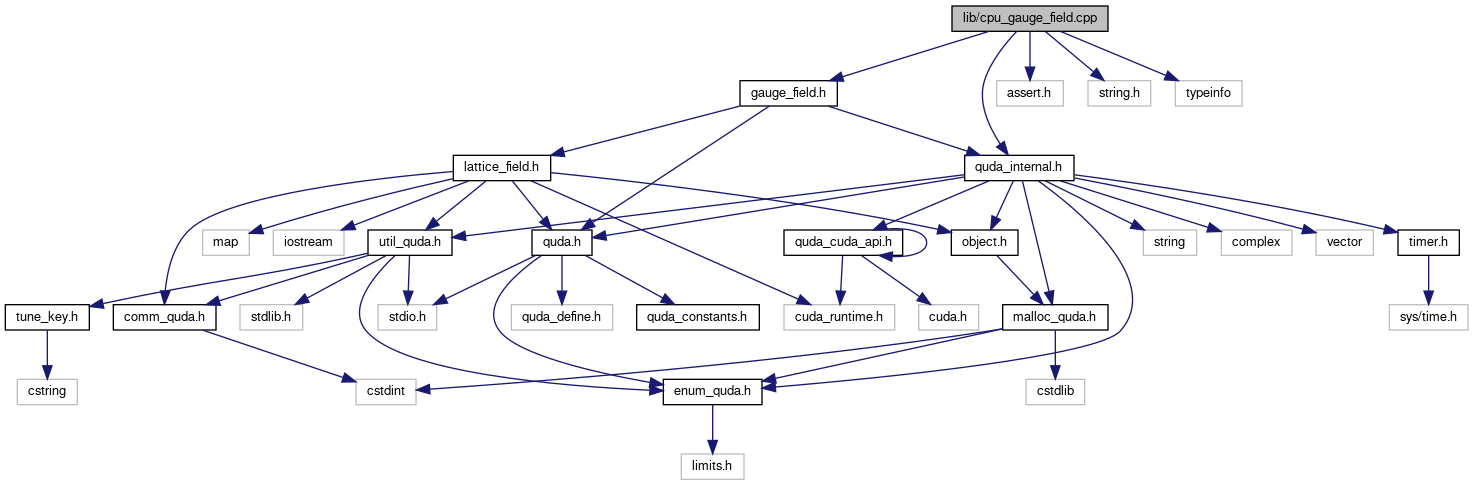 lib/cpu_gauge_field.cpp
gauge_field.h
assert.h
string.h
typeinfo
lattice_field.h
quda_internal.h
map
iostream
util_quda.h
quda.h
quda_cuda_api.h
object.h
string
complex
vector
timer.h
tune_key.h
comm_quda.h
stdlib.h
stdio.h
quda_define.h
quda_constants.h
cuda_runtime.h
cuda.h
malloc_quda.h
sys/time.h
cstring
cstdint
enum_quda.h
cstdlib
limits.h